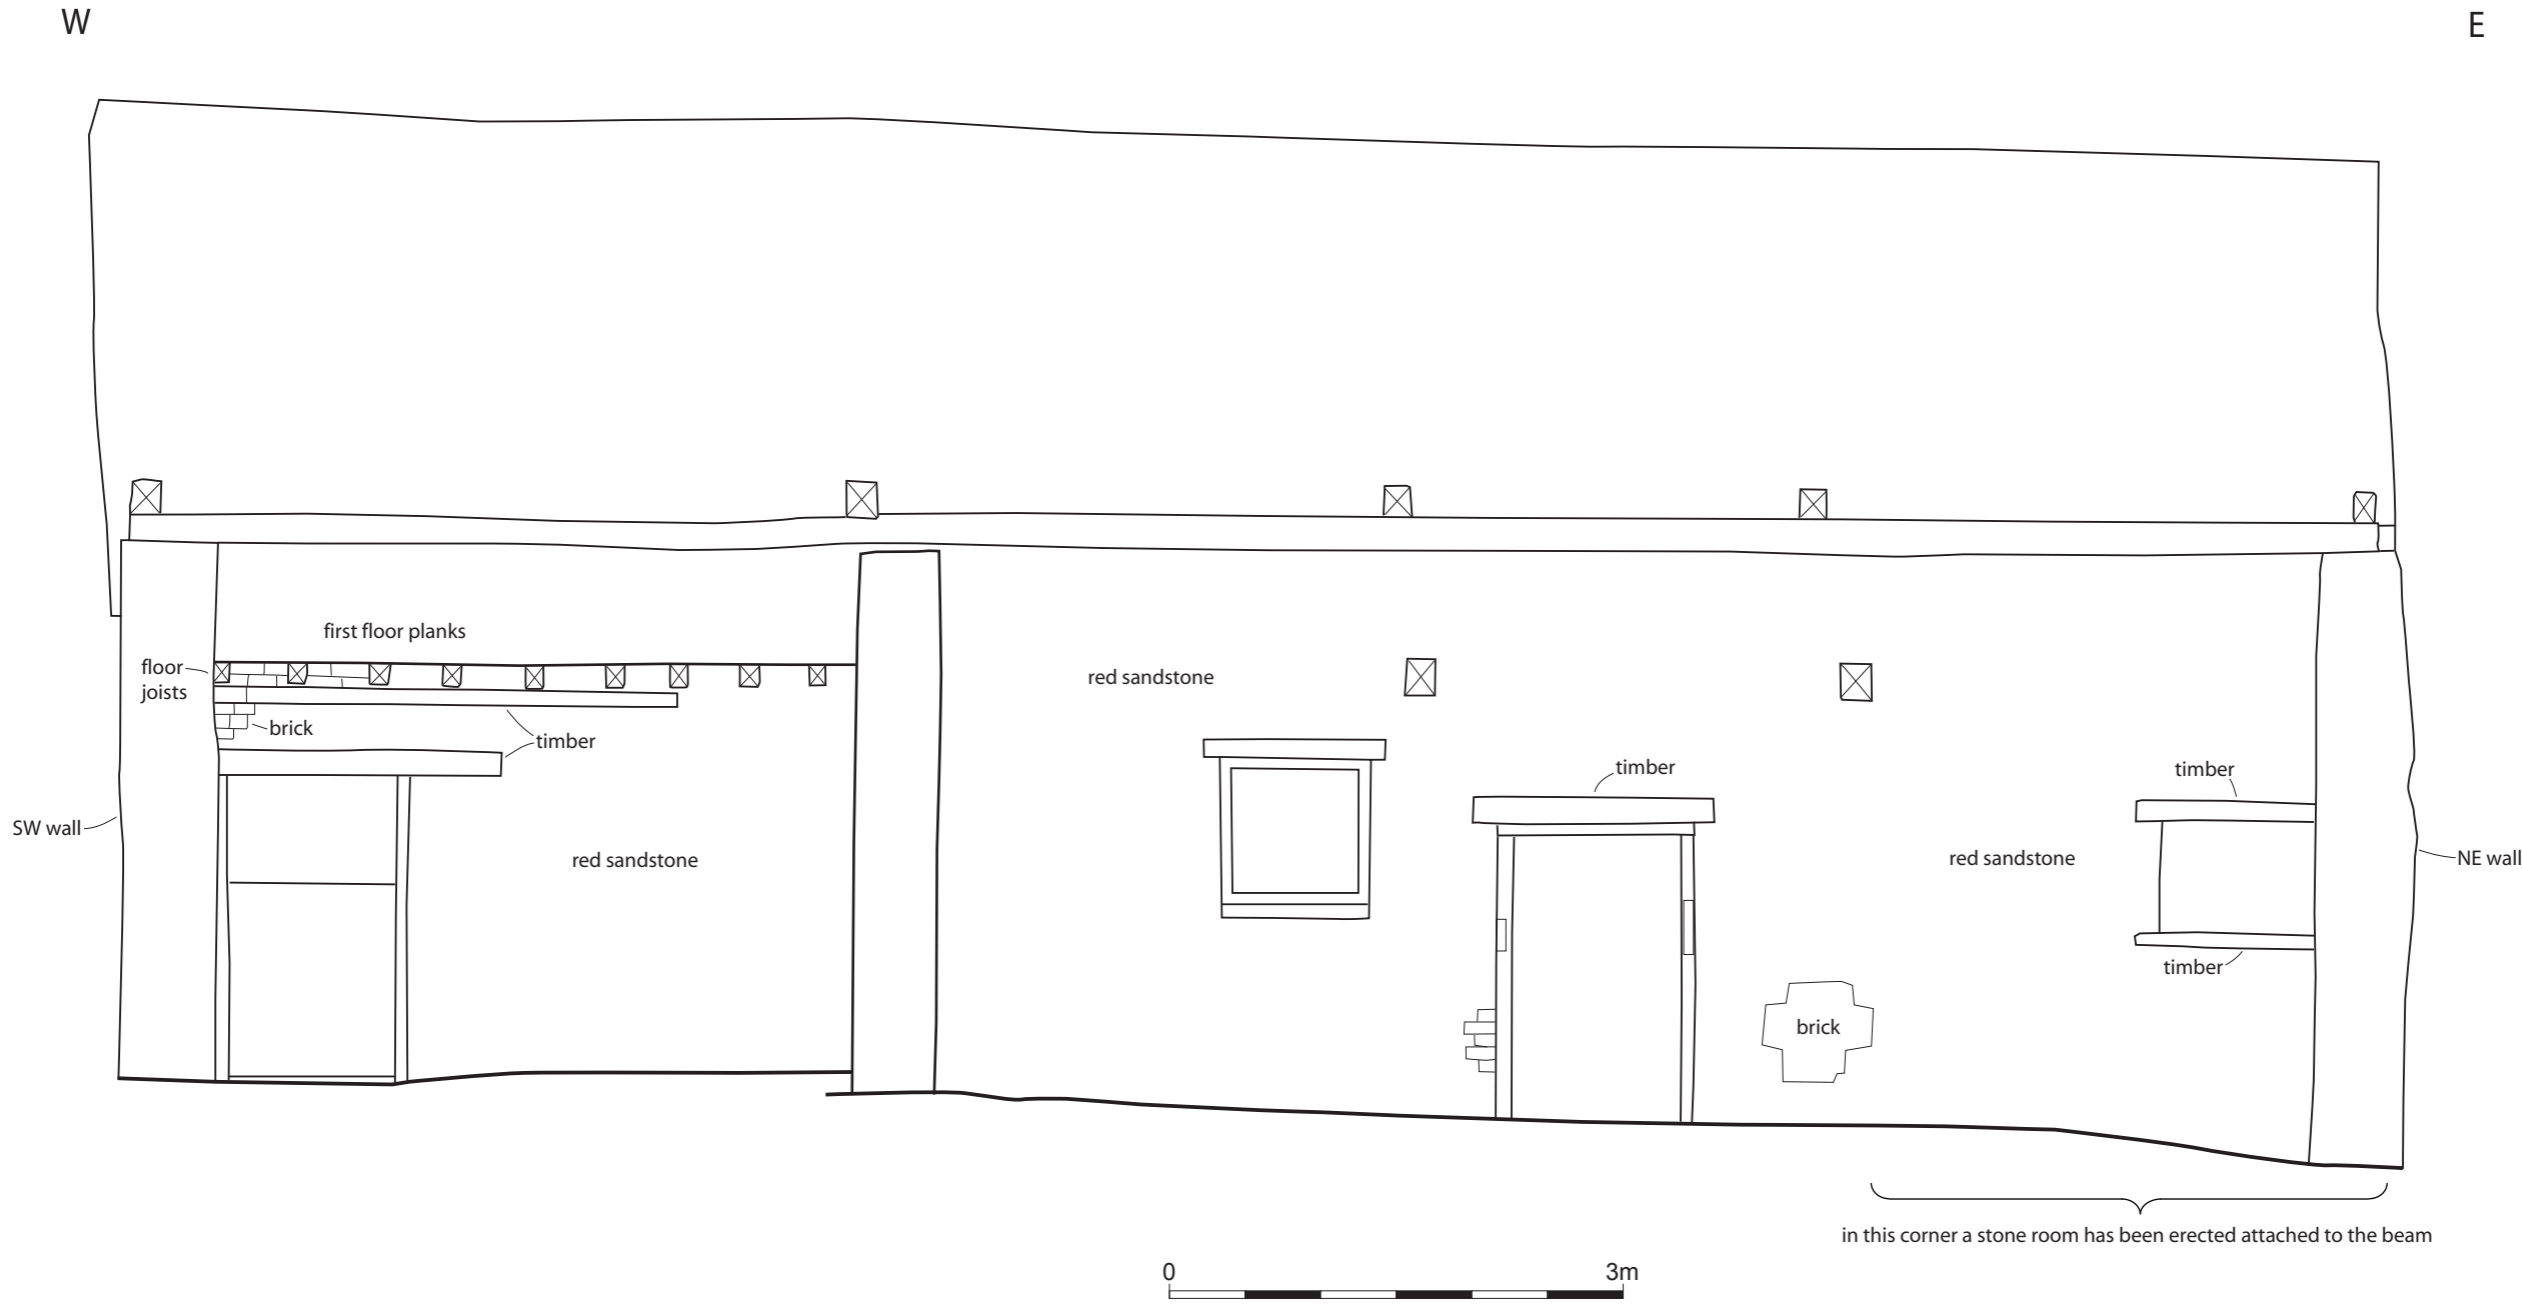 W
E
first floor planks
floor
joists
brick
timber
SW wall
red sandstone
red sandstone
timber
brick
red sandstone
timber
timber
NE wall
in this corner a stone room has been erected attached to the beam
0
3m